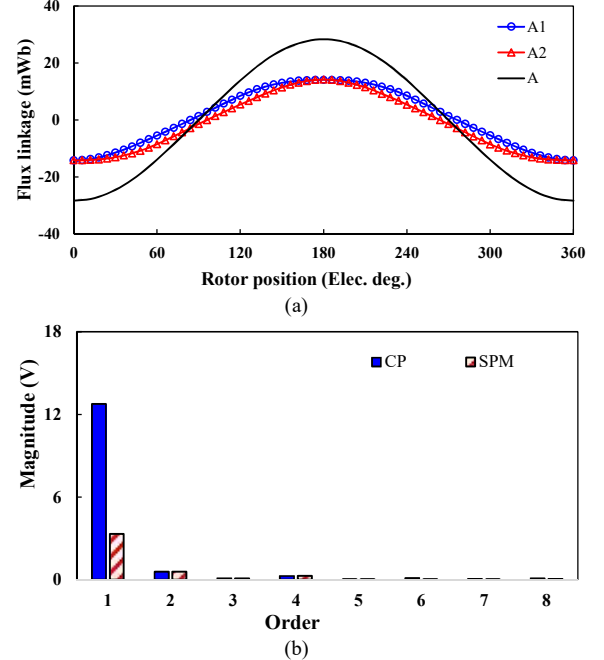 40
20
0
-20
-40
Flux linkage (mWb)
A1
A2
A
0 60 120 180 240 300 360
Rotor position (Elec. deg.)
(a)
18
12
6
0
Magnitude (V)
CP SPM
1 2 3 4 5 6 7 8
Order
(b)